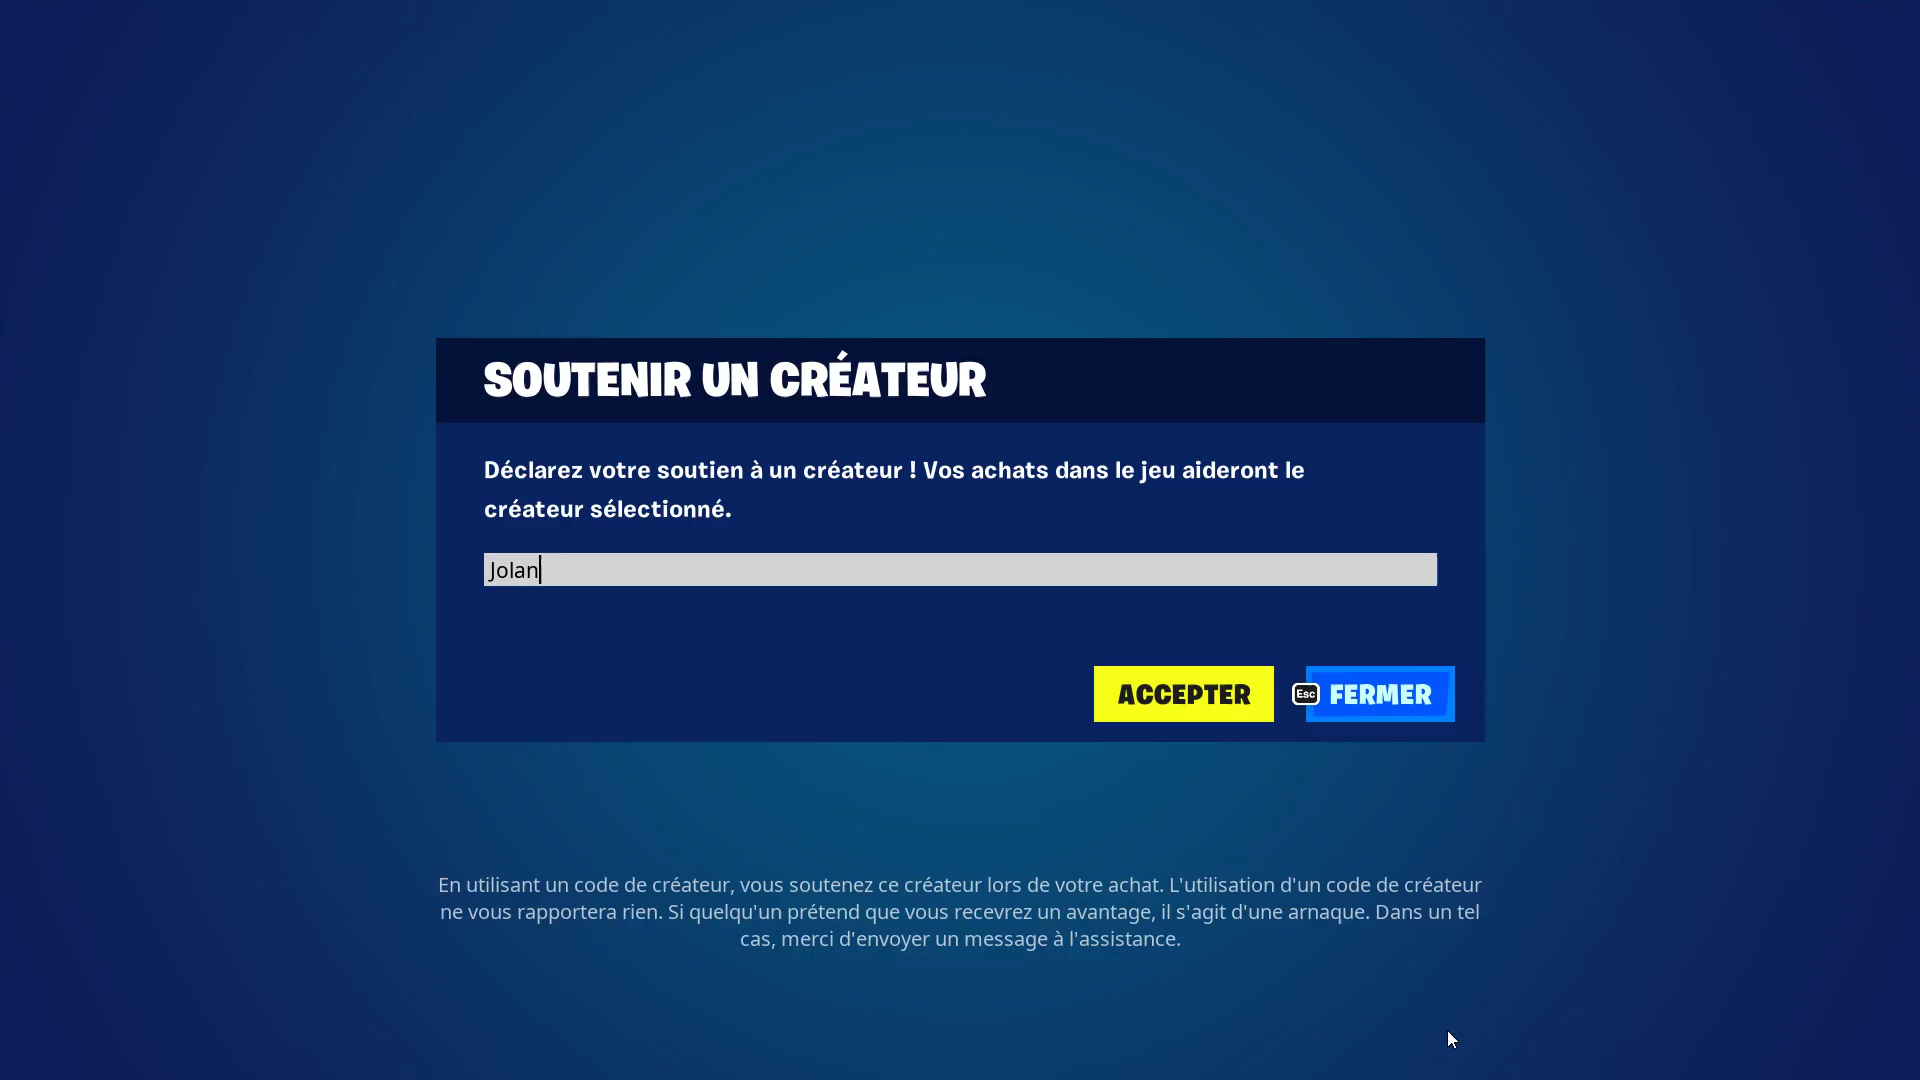 SOUTENIR UN CRÉATEUR
Déclarez votre soutien à un créateur ! Vos achats dans le jeu aideront le
créateur sélectionné.
Jolan
ACCEPTER
Esc FERMER
En utilisant un code de créateur, vous soutenez ce créateur lors de votre achat. L'utilisation d'un code de créateur
ne vous rapportera rien. Si quelqu'un prétend que vous recevrez un avantage, il s'agit d'une arnaque. Dans un tel
cas, merci d'envoyer un message à l'assistance.